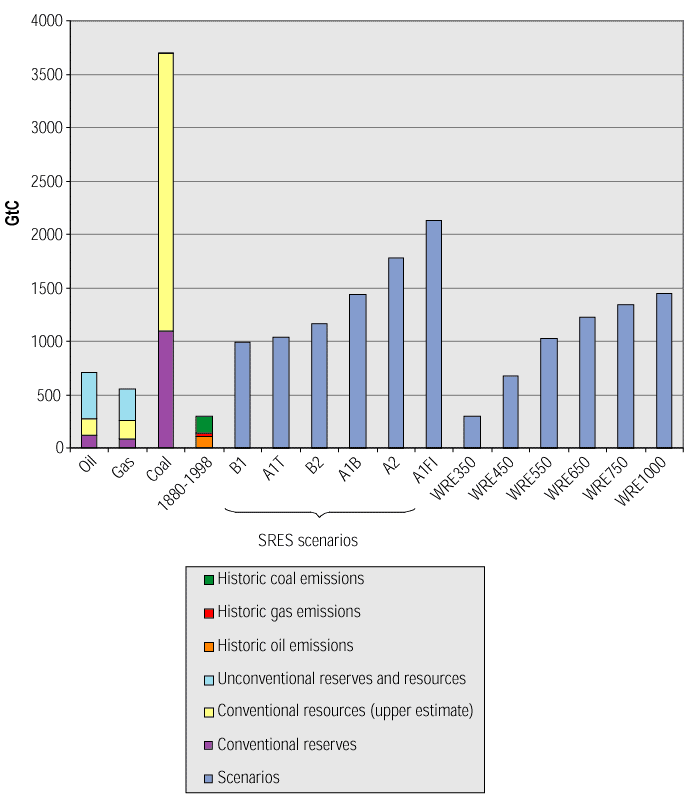 4000
3500
3000
2500
2000
1500
1000
500
0
GtC
Oil
Gas
Coal
1880-1998
B1
A1T
B2
A1B
A2
A1FI
WRE350
WRE450
WRE550
WRE650
WRE750
WRE1000
SRES scenarios
Historic coal emissions
Historic gas emissions
Historic oil emissions
Unconventional reserves and resources
Conventional resources (upper estimate)
Conventional reserves
Scenarios